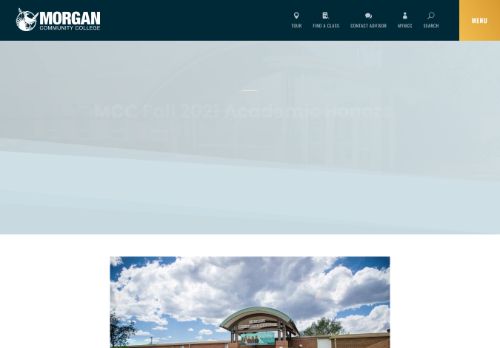 MORGAN
COMMUNITY COLLEGE
TOUR
FIND A CLASS
CONTACT ADVISOR
MYMCC
SEARCH
MENU
MCC Fall 2021 Academic Honors